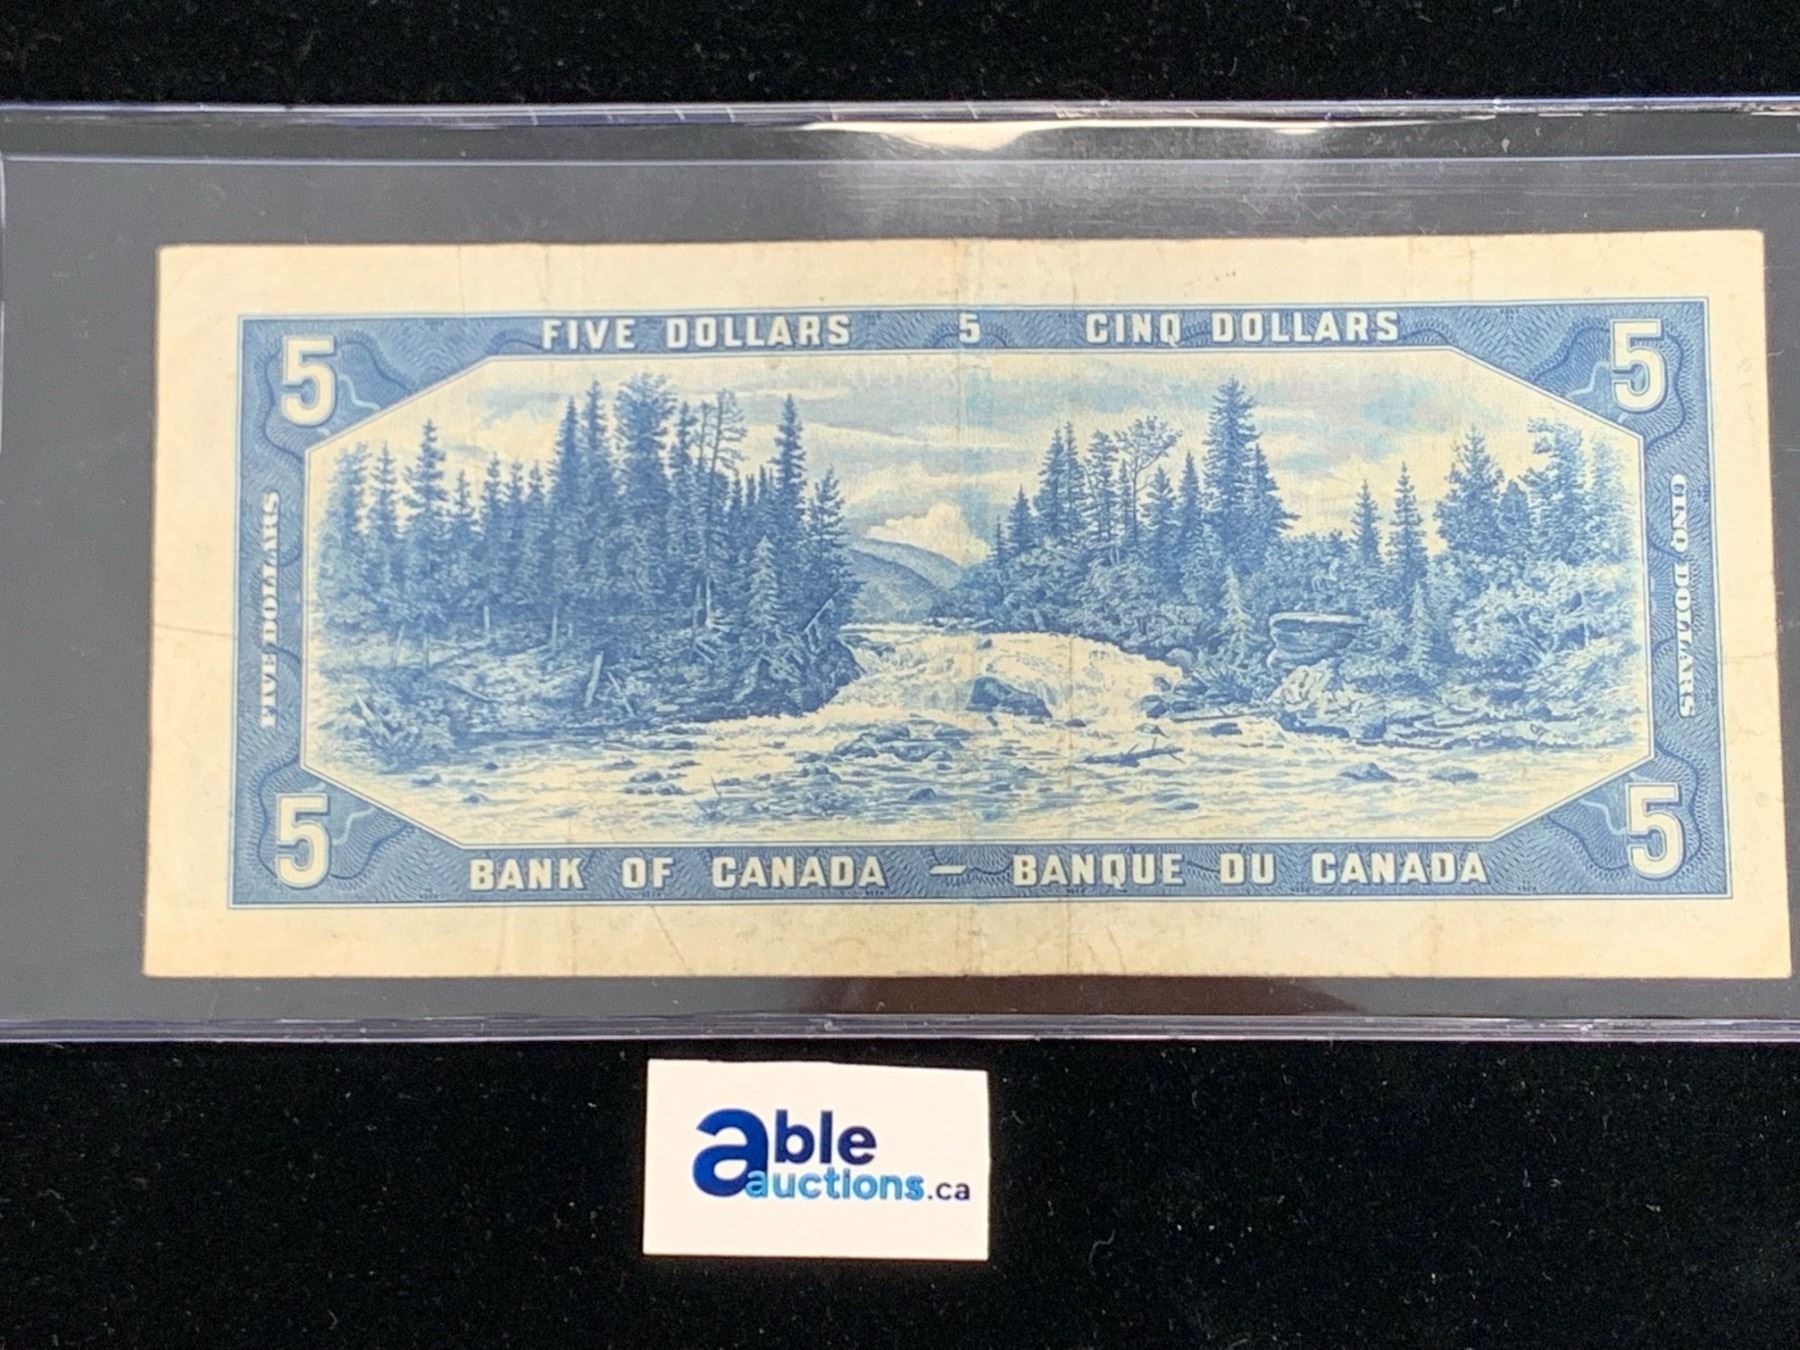 FIVE DOLLARS 5 CINQ DOLLARS
5 5
FIVE DOLLARS
CINQ DOLLARS
5 5
BANK OF CANADA – BANQUE DU CANADA
able
auctions.ca